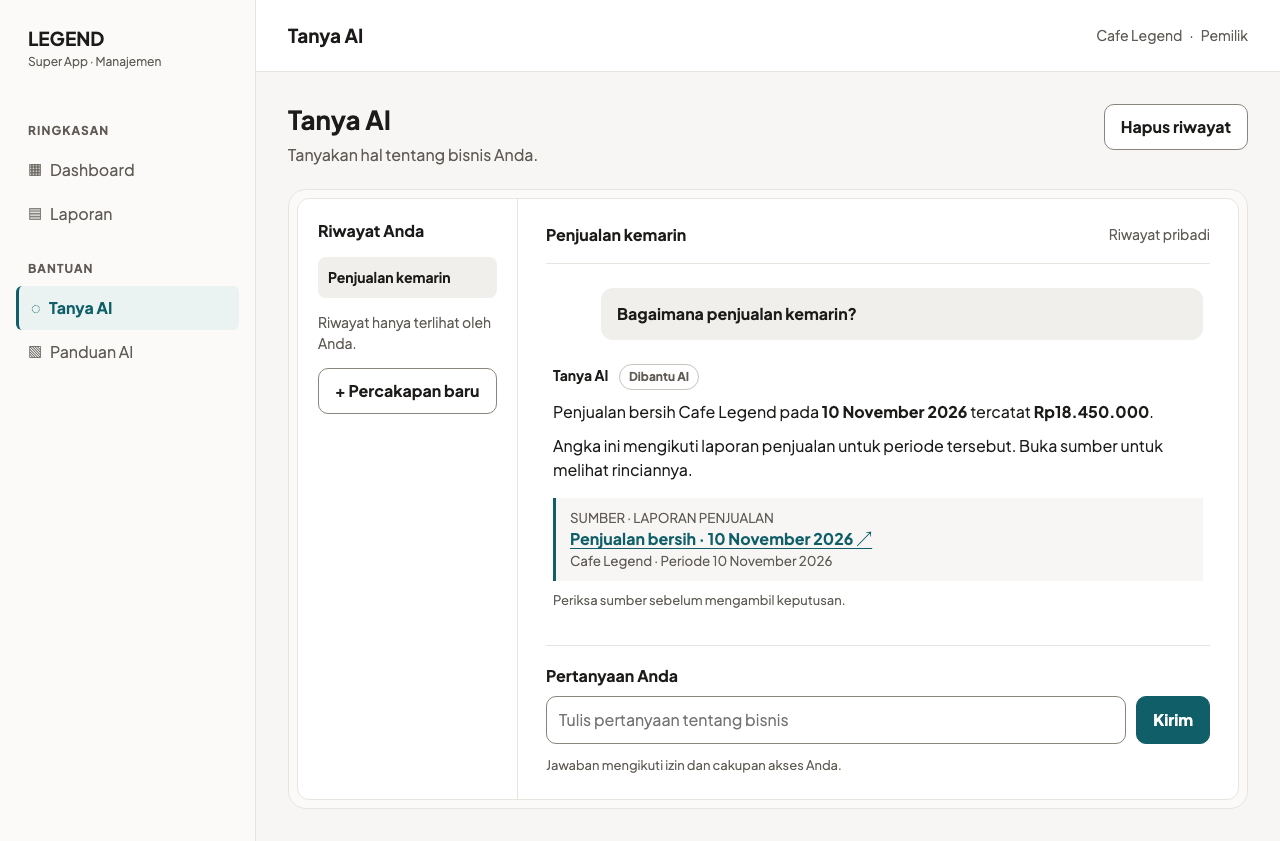 LEGEND
Super App · Manajemen
RINGKASAN
Dashboard
Laporan
BANTUAN
Tanya AI
Panduan AI
Tanya AI
Cafe Legend · Pemilik
Tanya AI
Tanyakan hal tentang bisnis Anda.
Hapus riwayat
Riwayat Anda
Penjualan kemarin
Riwayat hanya terlihat oleh
Anda.
+ Percakapan baru
Penjualan kemarin
Riwayat pribadi
Bagaimana penjualan kemarin?
Tanya AI
Dibantu AI
Penjualan bersih Cafe Legend pada 10 November 2026 tercatat Rp18.450.000.
Angka ini mengikuti laporan penjualan untuk periode tersebut. Buka sumber untuk
melihat rinciannya.
SUMBER · LAPORAN PENJUALAN
Penjualan bersih · 10 November 2026 ↗
Cafe Legend · Periode 10 November 2026
Periksa sumber sebelum mengambil keputusan.
Pertanyaan Anda
Tulis pertanyaan tentang bisnis
Kirim
Jawaban mengikuti izin dan cakupan akses Anda.